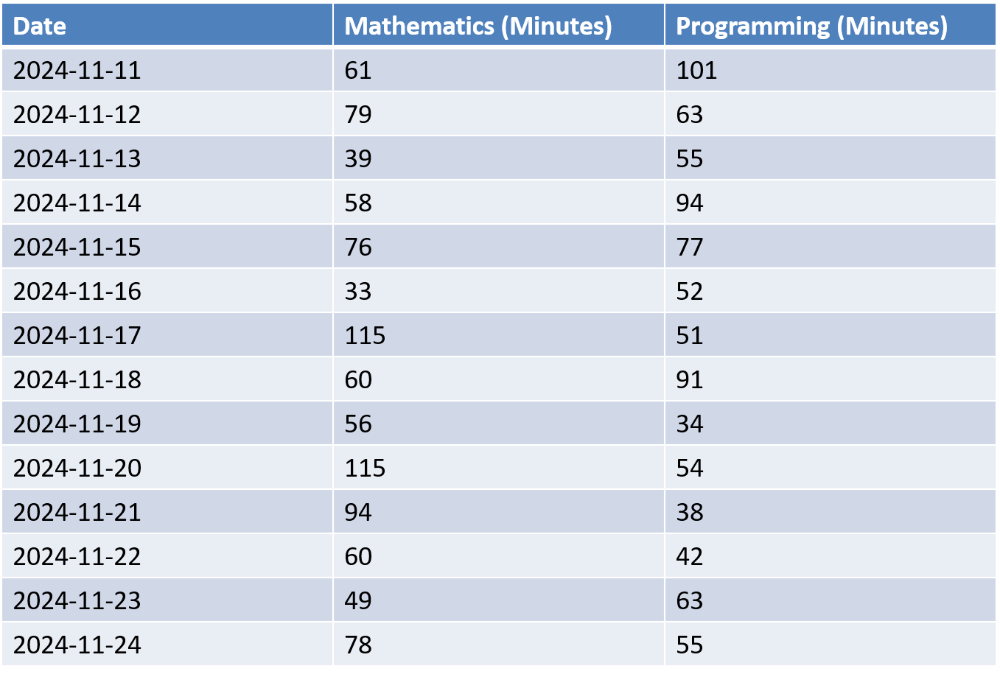 Date Mathematics (Minutes) Programming (Minutes)
2024-11-11 61 101
2024-11-12 79 63
2024-11-13 39 55
2024-11-14 58 94
2024-11-15 76 77
2024-11-16 33 52
2024-11-17 115 51
2024-11-18 60 91
2024-11-19 56 34
2024-11-20 115 54
2024-11-21 94 38
2024-11-22 60 42
2024-11-23 49 63
2024-11-24 78 55